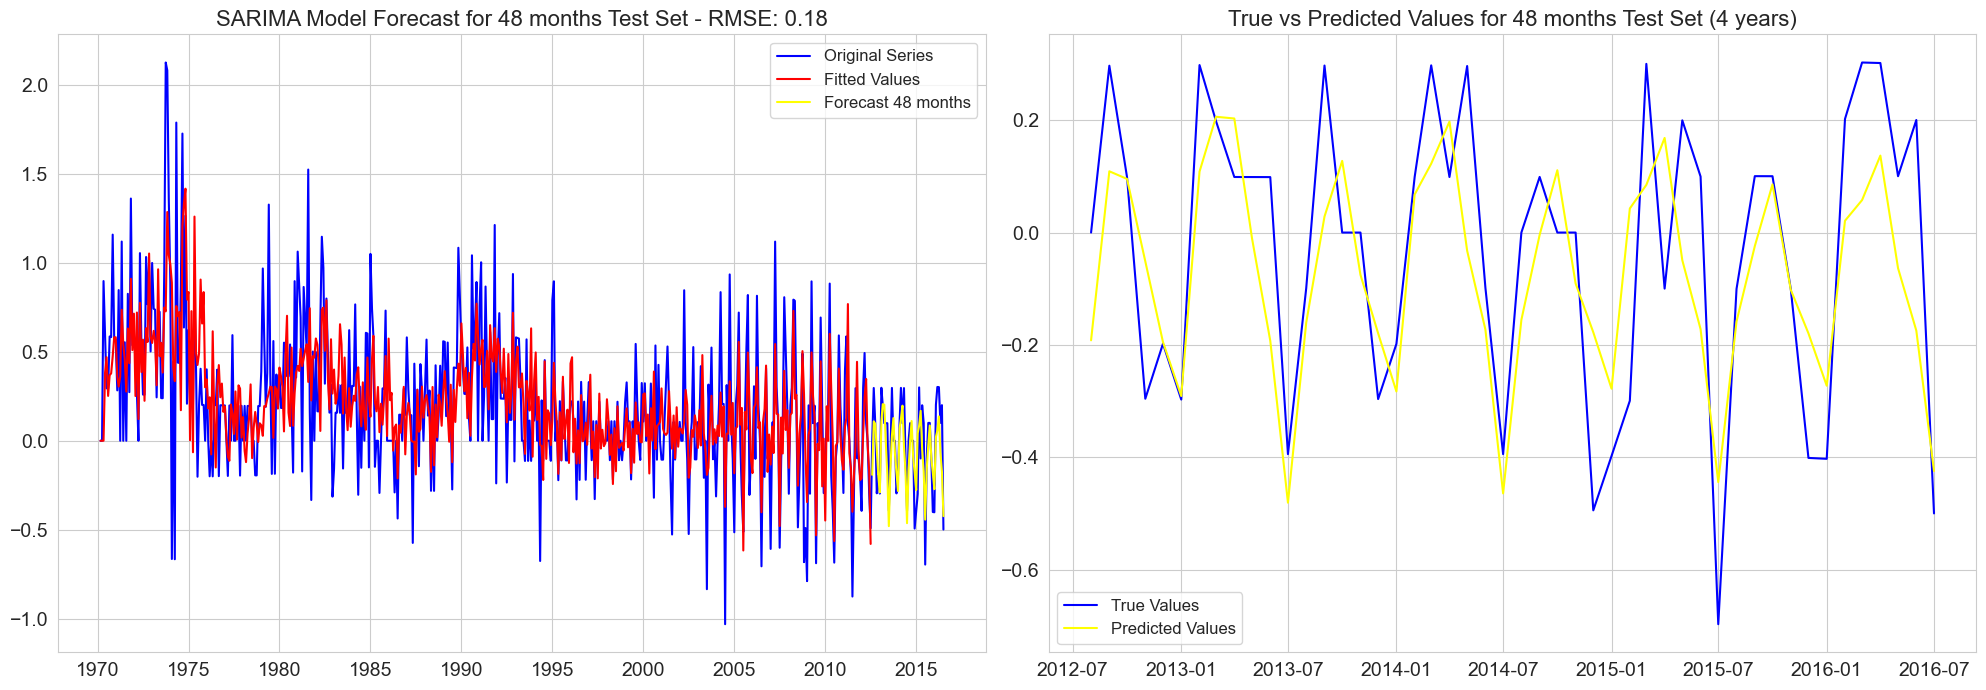 SARIMA Model Forecast for 48 months Test Set - RMSE: 0.18
Original Series
Fitted Values
Forecast 48 months
2.0
1.5
1.0
0.5
0.0
−0.5
−1.0
1970 1975 1980 1985 1990 1995 2000 2005 2010 2015
True vs Predicted Values for 48 months Test Set (4 years)
0.2
0.0
−0.2
−0.4
−0.6
True Values
Predicted Values
2012-07 2013-01 2013-07 2014-01 2014-07 2015-01 2015-07 2016-01 2016-07